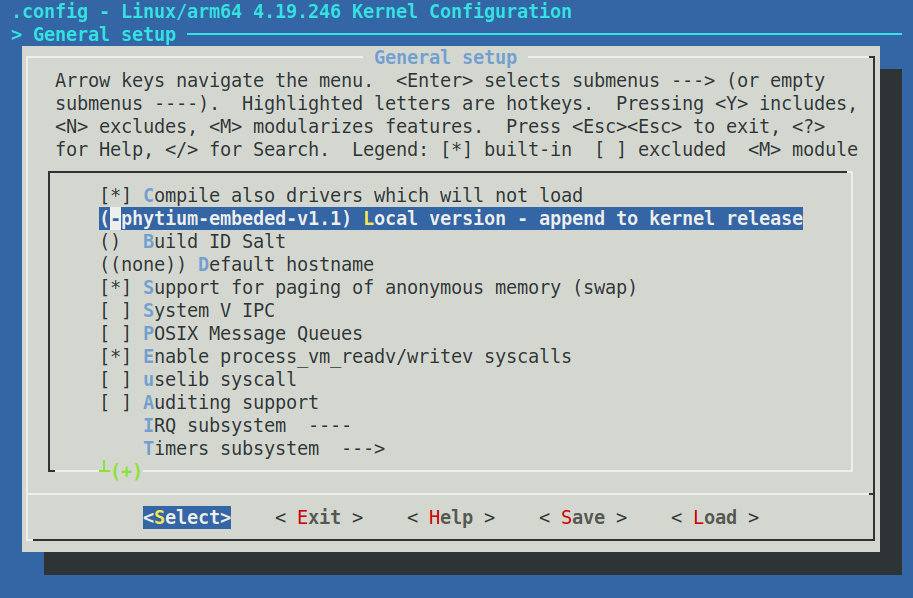 .config - Linux/arm64 4.19.246 Kernel Configuration
> General setup
General setup
Arrow keys navigate the menu.  <Enter> selects submenus ---> (or empty
submenus ----).  Highlighted letters are hotkeys.  Pressing <Y> includes,
<N> excludes, <M> modularizes features.  Press <Esc><Esc> to exit, <?>
for Help, </> for Search.  Legend: [*] built-in  [ ] excluded  <M> module
[*] Compile also drivers which will not load
(-phytium-embeded-v1.1) Local version - append to kernel release
()  Build ID Salt
((none)) Default hostname
[*] Support for paging of anonymous memory (swap)
[ ] System V IPC
[ ] POSIX Message Queues
[*] Enable process_vm_readv/writev syscalls
[ ] uselib syscall
[ ] Auditing support
IRQ subsystem  ----
Timers subsystem  --->
┴(+)
<Select>    < Exit >    < Help >    < Save >    < Load >